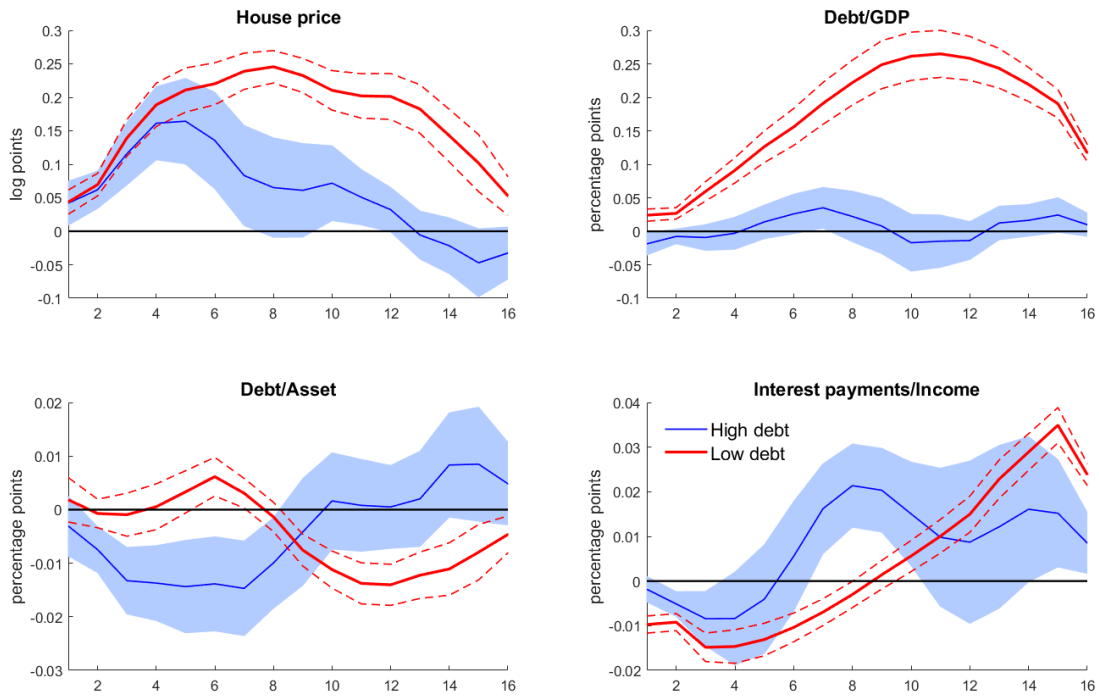 House price
log points
0.3
0.25
0.2
0.15
0.1
0.05
0
-0.05
-0.1
2 4 6 8 10 12 14 16
Debt/GDP
percentage points
0.3
0.25
0.2
0.15
0.1
0.05
0
-0.05
-0.1
2 4 6 8 10 12 14 16
Debt/Asset
percentage points
0.02
0.01
0
-0.01
-0.02
-0.03
2 4 6 8 10 12 14 16
Interest payments/Income
percentage points
0.04
0.03
0.02
0.01
0
-0.01
-0.02
High debt
Low debt
2 4 6 8 10 12 14 16